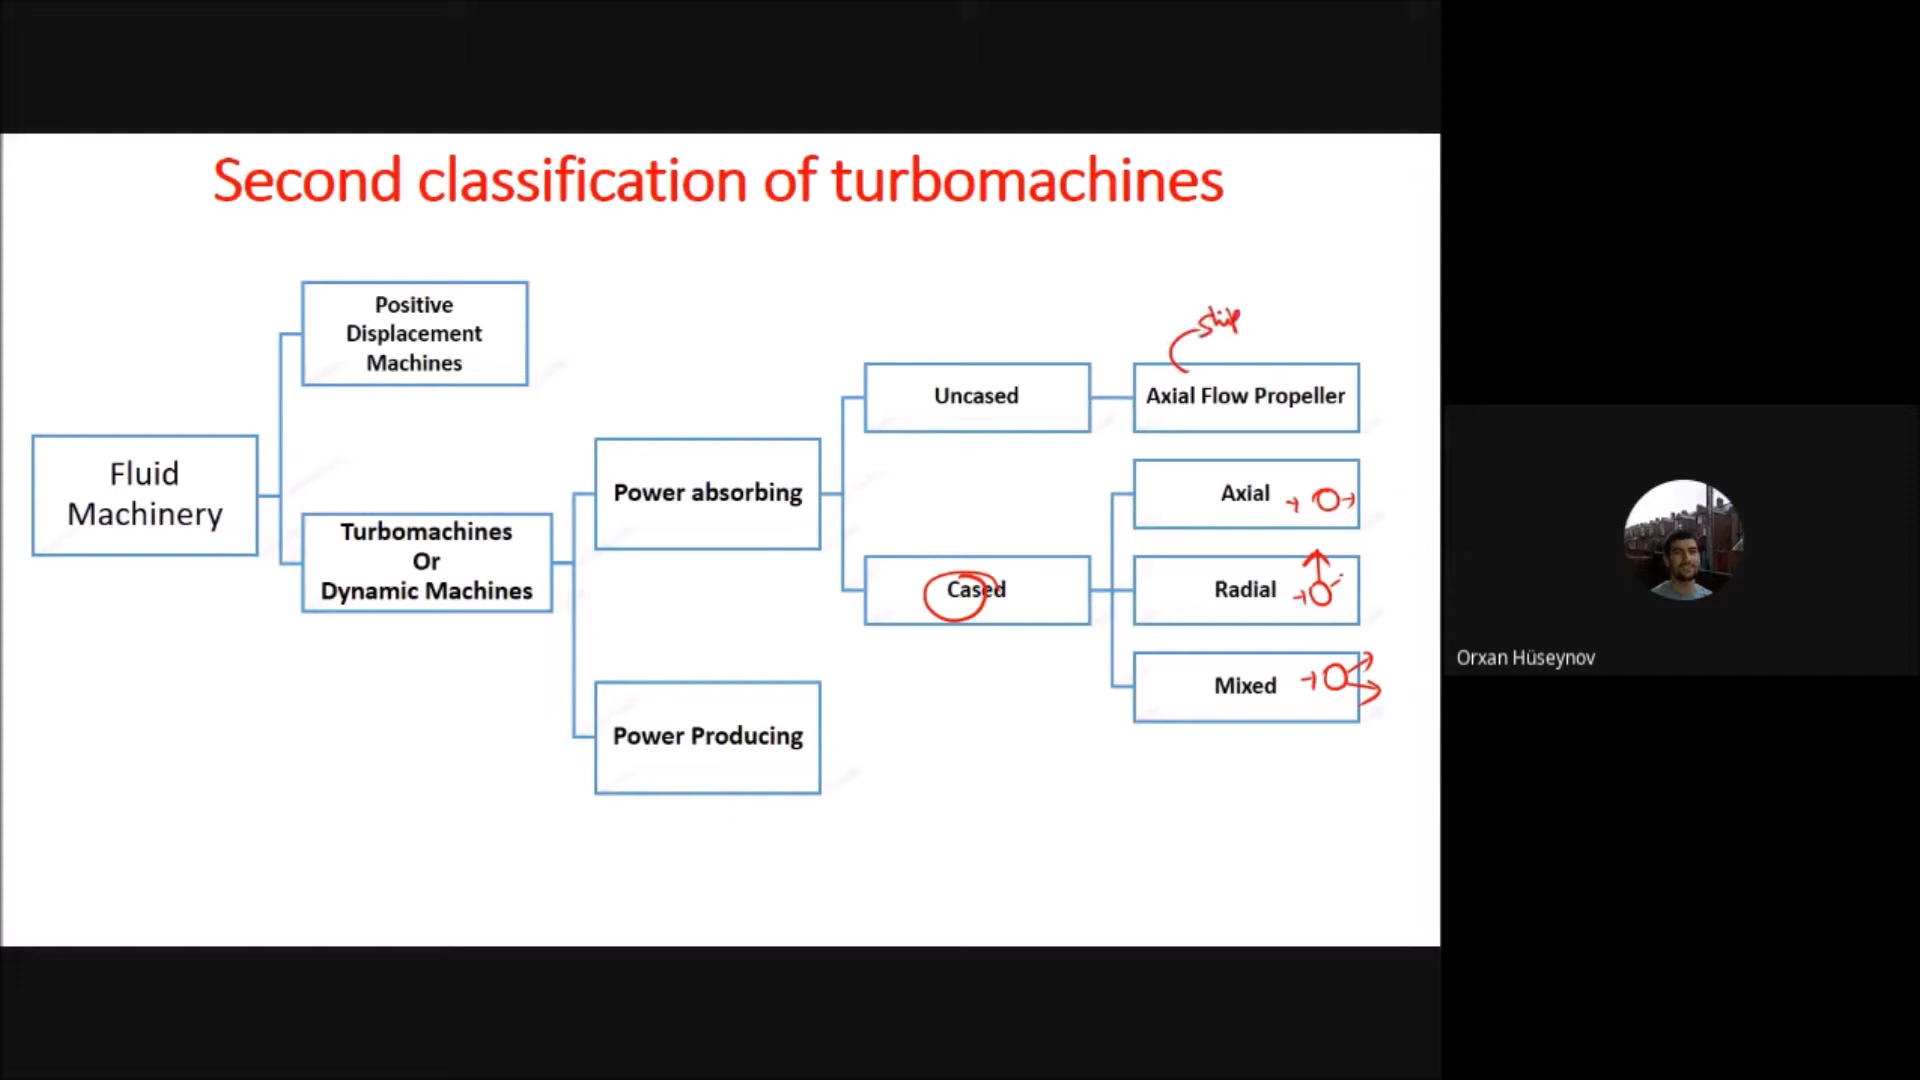 Second classification of turbomachines
Positive
Displacement
Machines
ship
Uncased
Axial Flow Propeller
Fluid
Machinery
Power absorbing
Axial
Turbomachines
Or
Dynamic Machines
Cased
Radial
Mixed
Power Producing
Orxan Hüseynov